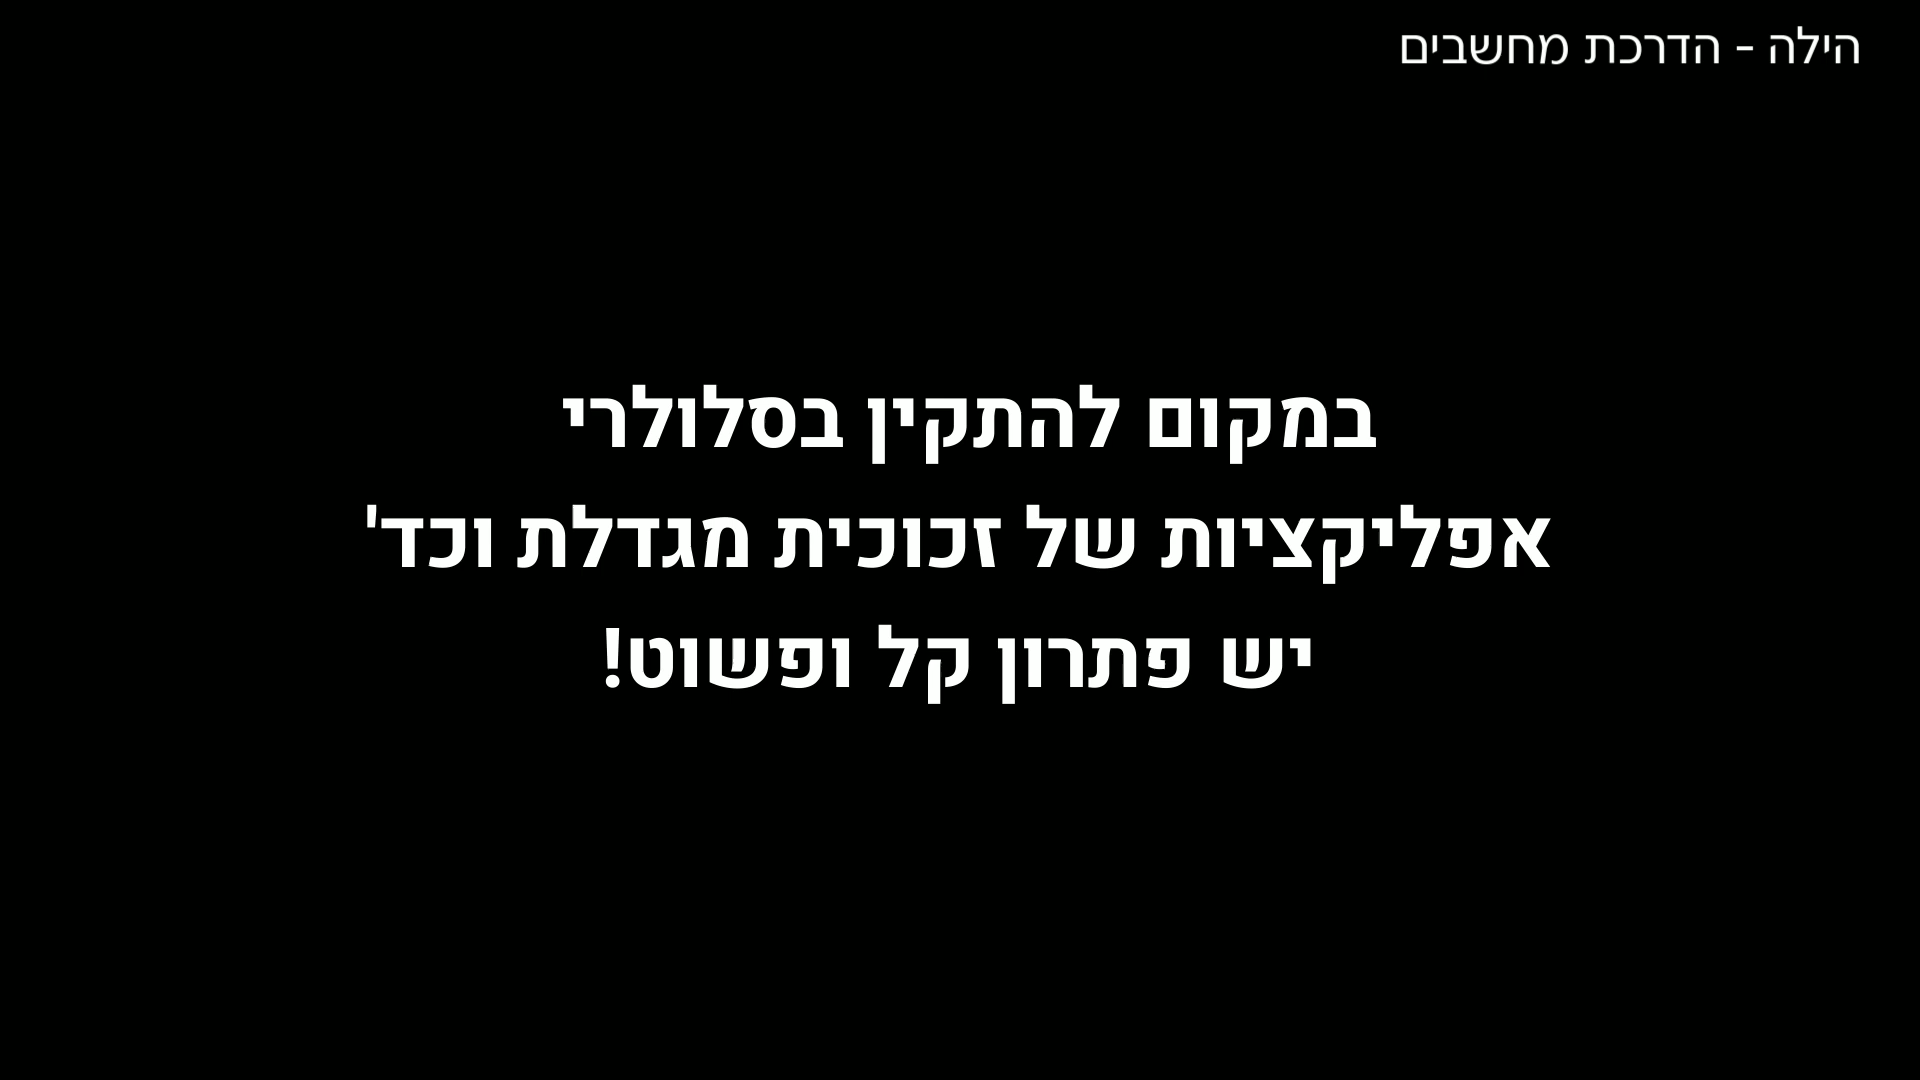 הילה - הדרכת מחשבים
במקום להתקין בסלולרי
אפליקציות של זכוכית מגדלת וכד'
יש פתרון קל ופשוט!